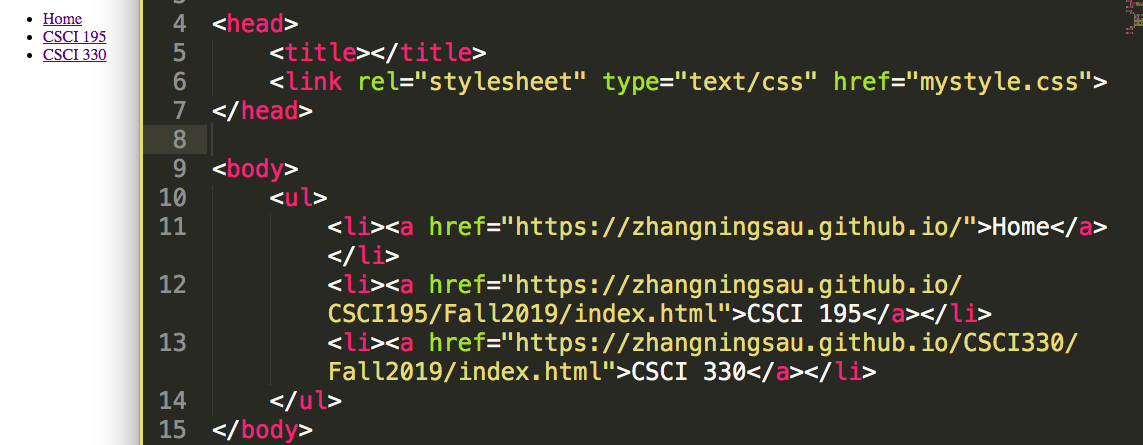 Home
CSCI 195
CSCI 330
4 <head>
5 <title></title>
6 <link rel="stylesheet" type="text/css" href="mystyle.css">
7 </head>
8
9 <body>
10 <ul>
11 <li><a href="https://zhangningsau.github.io/">Home</a>
</li>
12 <li><a href="https://zhangningsau.github.io/
CSCI195/Fall2019/index.html">CSCI 195</a></li>
13 <li><a href="https://zhangningsau.github.io/CSCI330/
Fall2019/index.html">CSCI 330</a></li>
14 </ul>
15 </body>